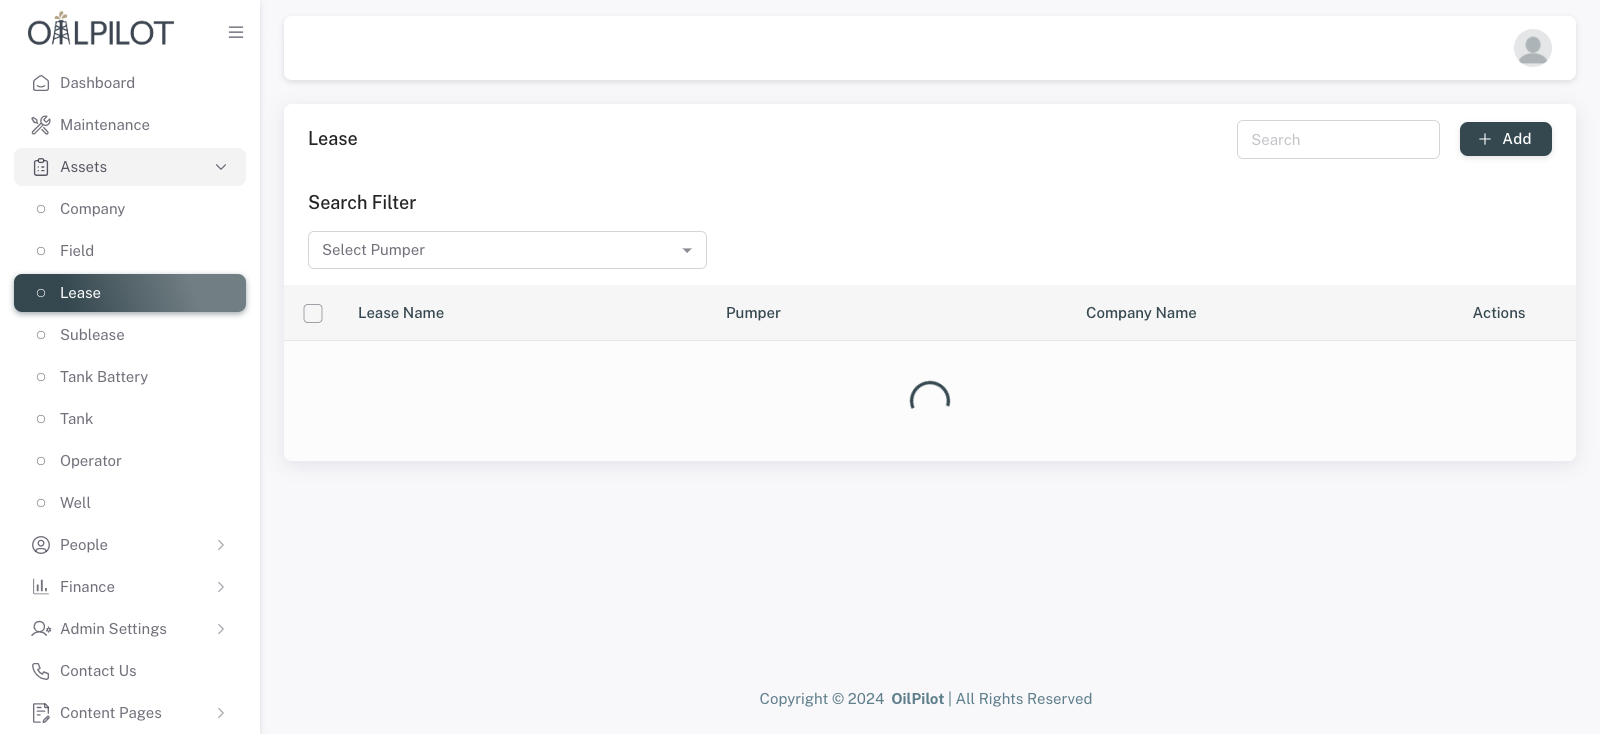 OILPILOT
Dashboard
Maintenance
Assets
Company
Field
Lease
Sublease
Tank Battery
Tank
Operator
Well
People
Finance
Admin Settings
Contact Us
Content Pages
Lease
Search
Add
Search Filter
Select Pumper
Lease Name Pumper Company Name Actions
Copyright © 2024 OilPilot | All Rights Reserved